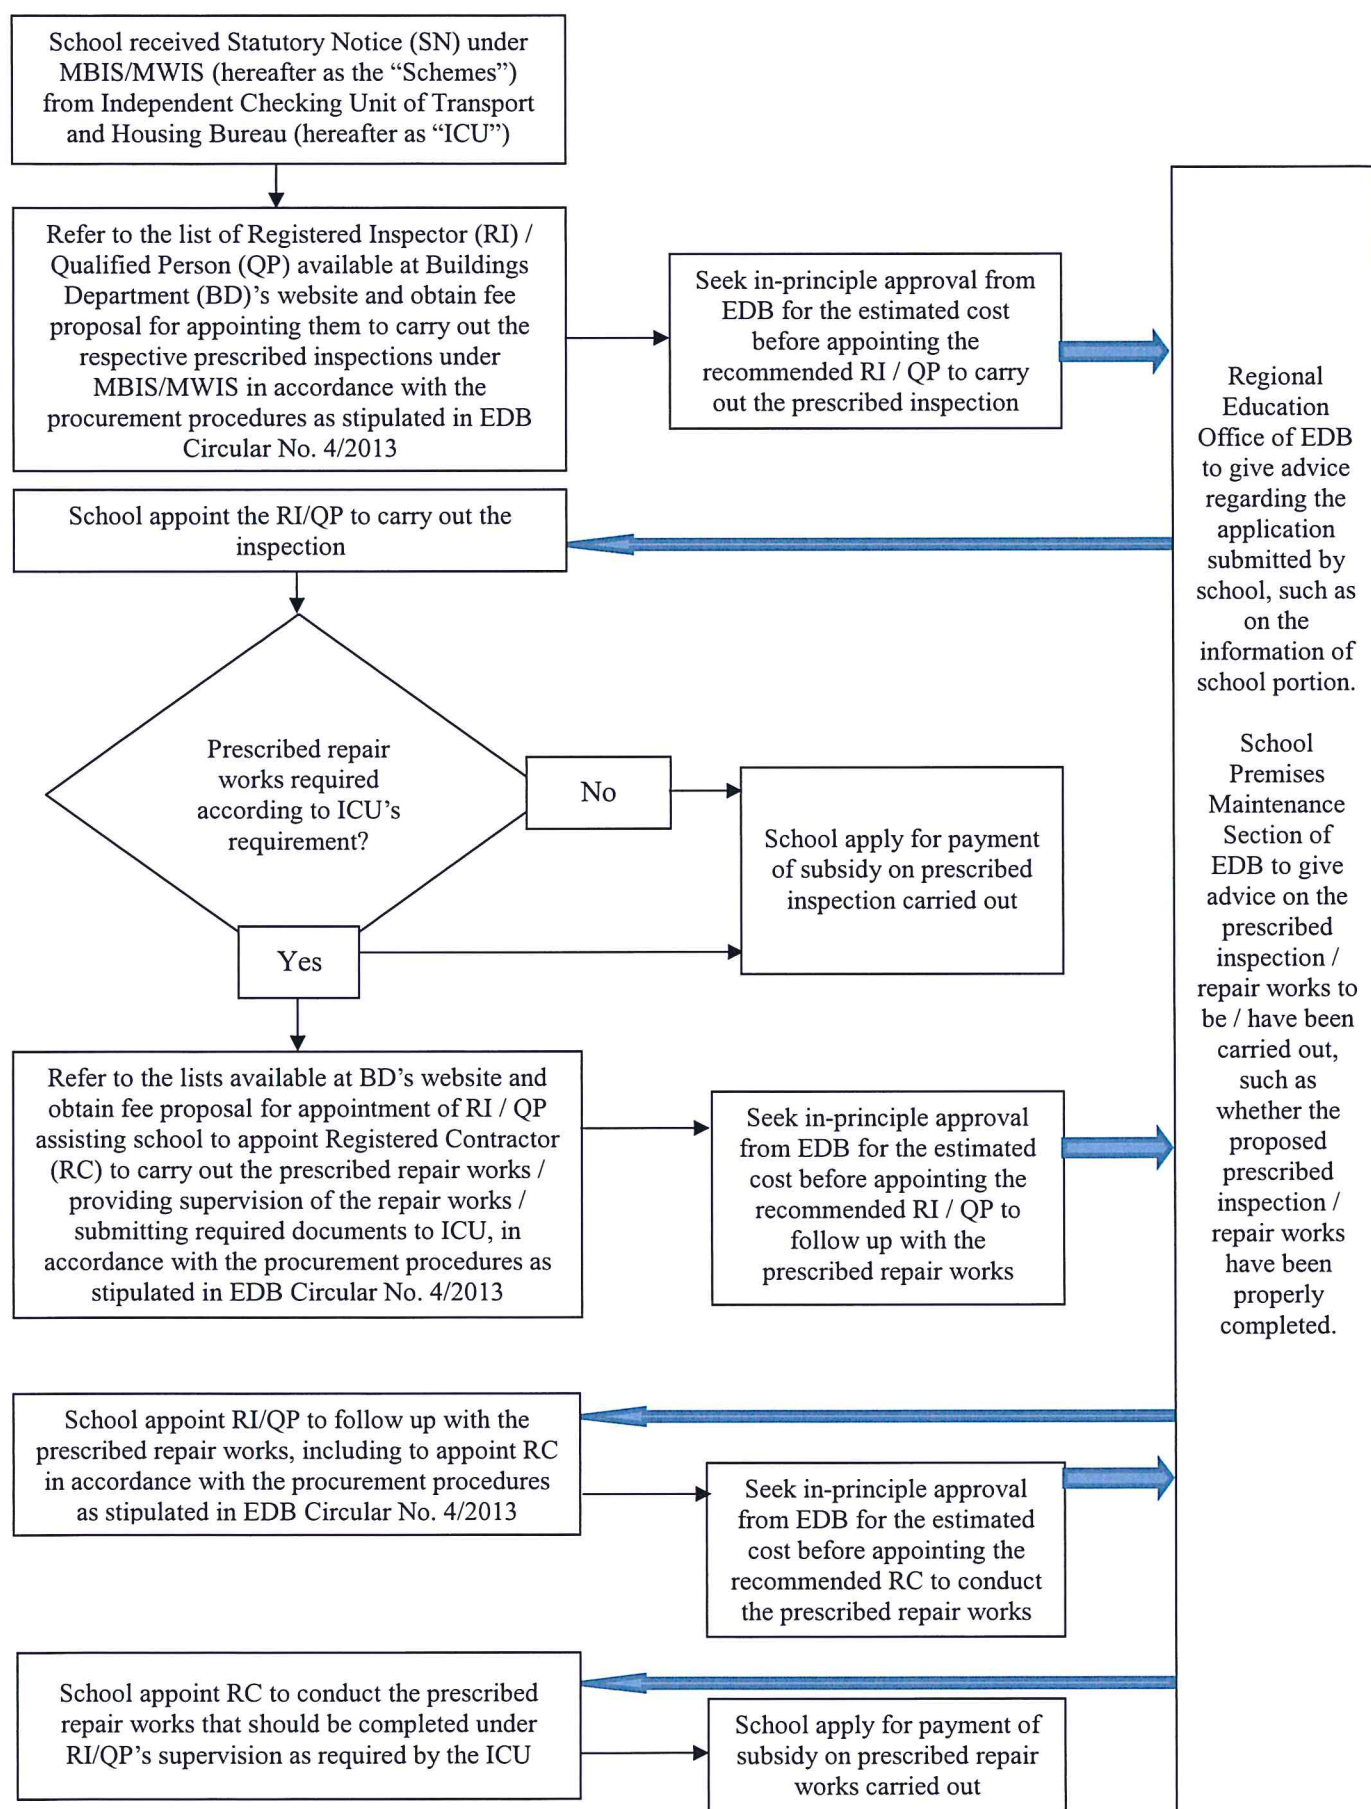 School received Statutory Notice (SN) under
MBIS/MWIS (hereafter as the “Schemes”)
from Independent Checking Unit of Transport
and Housing Bureau (hereafter as “ICU”)
Refer to the list of Registered Inspector (RI) /
Qualified Person (QP) available at Buildings
Department (BD)’s website and obtain fee
proposal for appointing them to carry out the
respective prescribed inspections under
MBIS/MWIS in accordance with the
procurement procedures as stipulated in EDB
Circular No. 4/2013
Seek in-principle approval from
EDB for the estimated cost
before appointing the
recommended RI / QP to carry
out the prescribed inspection
School appoint the RI/QP to carry out the
inspection
Prescribed repair
works required
according to ICU’s
requirement?
No
School apply for payment
of subsidy on prescribed
inspection carried out
Yes
Refer to the lists available at BD’s website and
obtain fee proposal for appointment of RI / QP
assisting school to appoint Registered Contractor
(RC) to carry out the prescribed repair works /
providing supervision of the repair works /
submitting required documents to ICU, in
accordance with the procurement procedures as
stipulated in EDB Circular No. 4/2013
Seek in-principle approval
from EDB for the estimated
cost before appointing the
recommended RI / QP to
follow up with the
prescribed repair works
School appoint RI/QP to follow up with the
prescribed repair works, including to appoint RC
in accordance with the procurement procedures
as stipulated in EDB Circular No. 4/2013
Seek in-principle approval
from EDB for the estimated
cost before appointing the
recommended RC to conduct
the prescribed repair works
School appoint RC to conduct the prescribed
repair works that should be completed under
RI/QP’s supervision as required by the ICU
School apply for payment of
subsidy on prescribed repair
works carried out
Regional
Education
Office of EDB
to give advice
regarding the
application
submitted by
school, such as
on the
information of
school portion.
School
Premises
Maintenance
Section of
EDB to give
advice on the
prescribed
inspection /
repair works to
be / have been
carried out,
such as
whether the
proposed
prescribed
inspection /
repair works
have been
properly
completed.